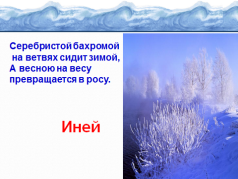 Серебристой бахромой
на ветвях сидит зимой,
А весною на весу
превращается в росу.
Иней